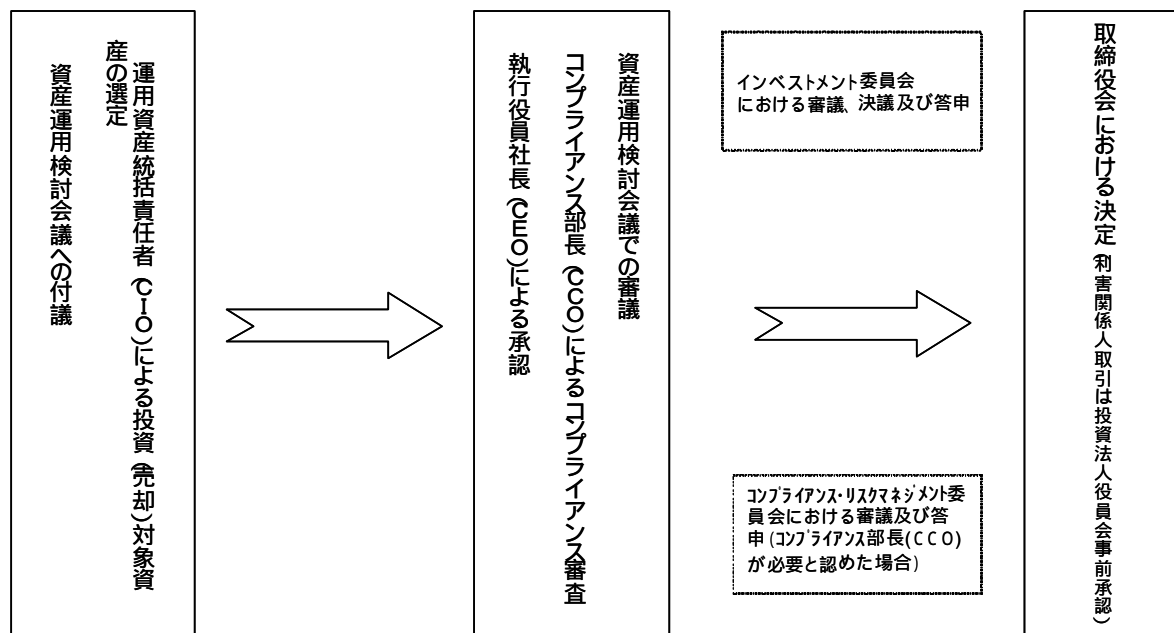 運用資産統括責任者（CIO）による投資（売却）対象資
産の選定
資産運用検討会議への付議
資産運用検討会議での審議
コンプライアンス部長（CCO）によるコンプライアンス審査
執行役員社長（CEO）による承認
インベストメント委員会
における審議、決議及び答申
コンプライアンス・リスクマネジメント委
員会における審議及び答
申(コンプライアンス部長(CCO)
が必要と認めた場合)
取締役会における決定（利害関係人取引は投資法人役員会事前承認）